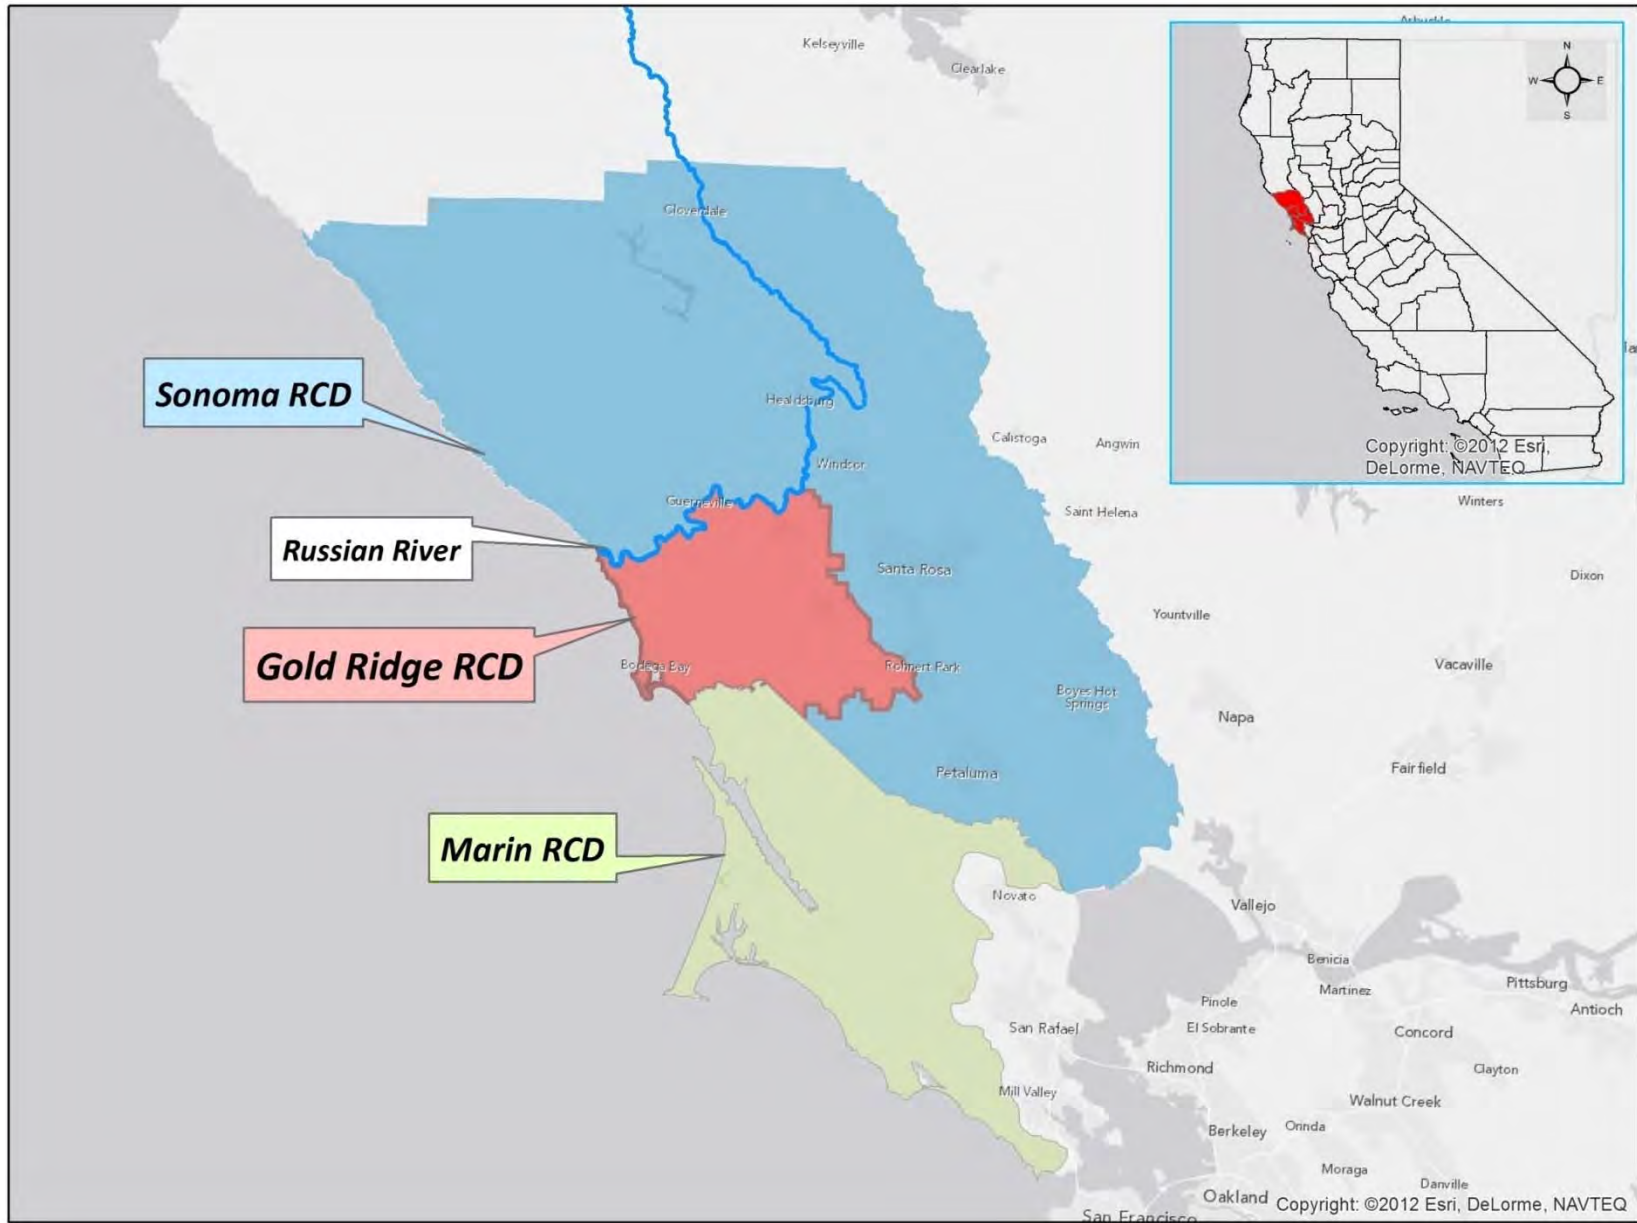 Arbuckle
Kelseyville
Clearlake
N
W
E
S
Cloverdale
Sonoma RCD
Healdsburg
Calistoga
Angwin
Copyright: ©2012 Esri,
DeLorme, NAVTEQ
Windsor
Guerneville
Saint Helena
Winters
Russian River
Santa Rosa
Dixon
Yountville
Gold Ridge RCD
Bodega Bay
Rohnert Park
Vacaville
Boyes Hot
Springs
Napa
Petaluma
Fairfield
Marin RCD
Novato
Vallejo
Benicia
Martinez
Pittsburg
Antioch
Pinole
San Rafael
El Sobrante
Concord
Richmond
Clayton
Mill Valley
Walnut Creek
Berkeley
Orinda
Moraga
Danville
Oakland
Copyright: ©2012 Esri, DeLorme, NAVTEQ
San Francisco